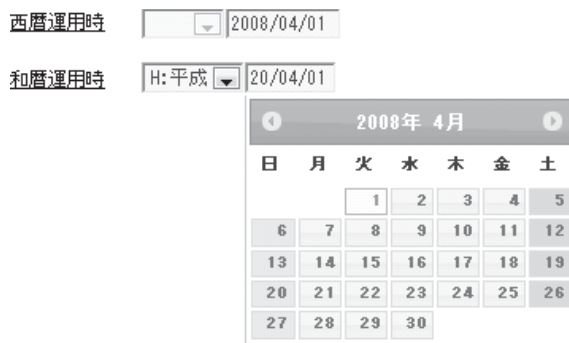 西暦運用時 2008/04/01
和暦運用時 H:平成 20/04/01
2008年 4月
日 月 火 水 木 金 土
1 2 3 4 5
6 7 8 9 10 11 12
13 14 15 16 17 18 19
20 21 22 23 24 25 26
27 28 29 30